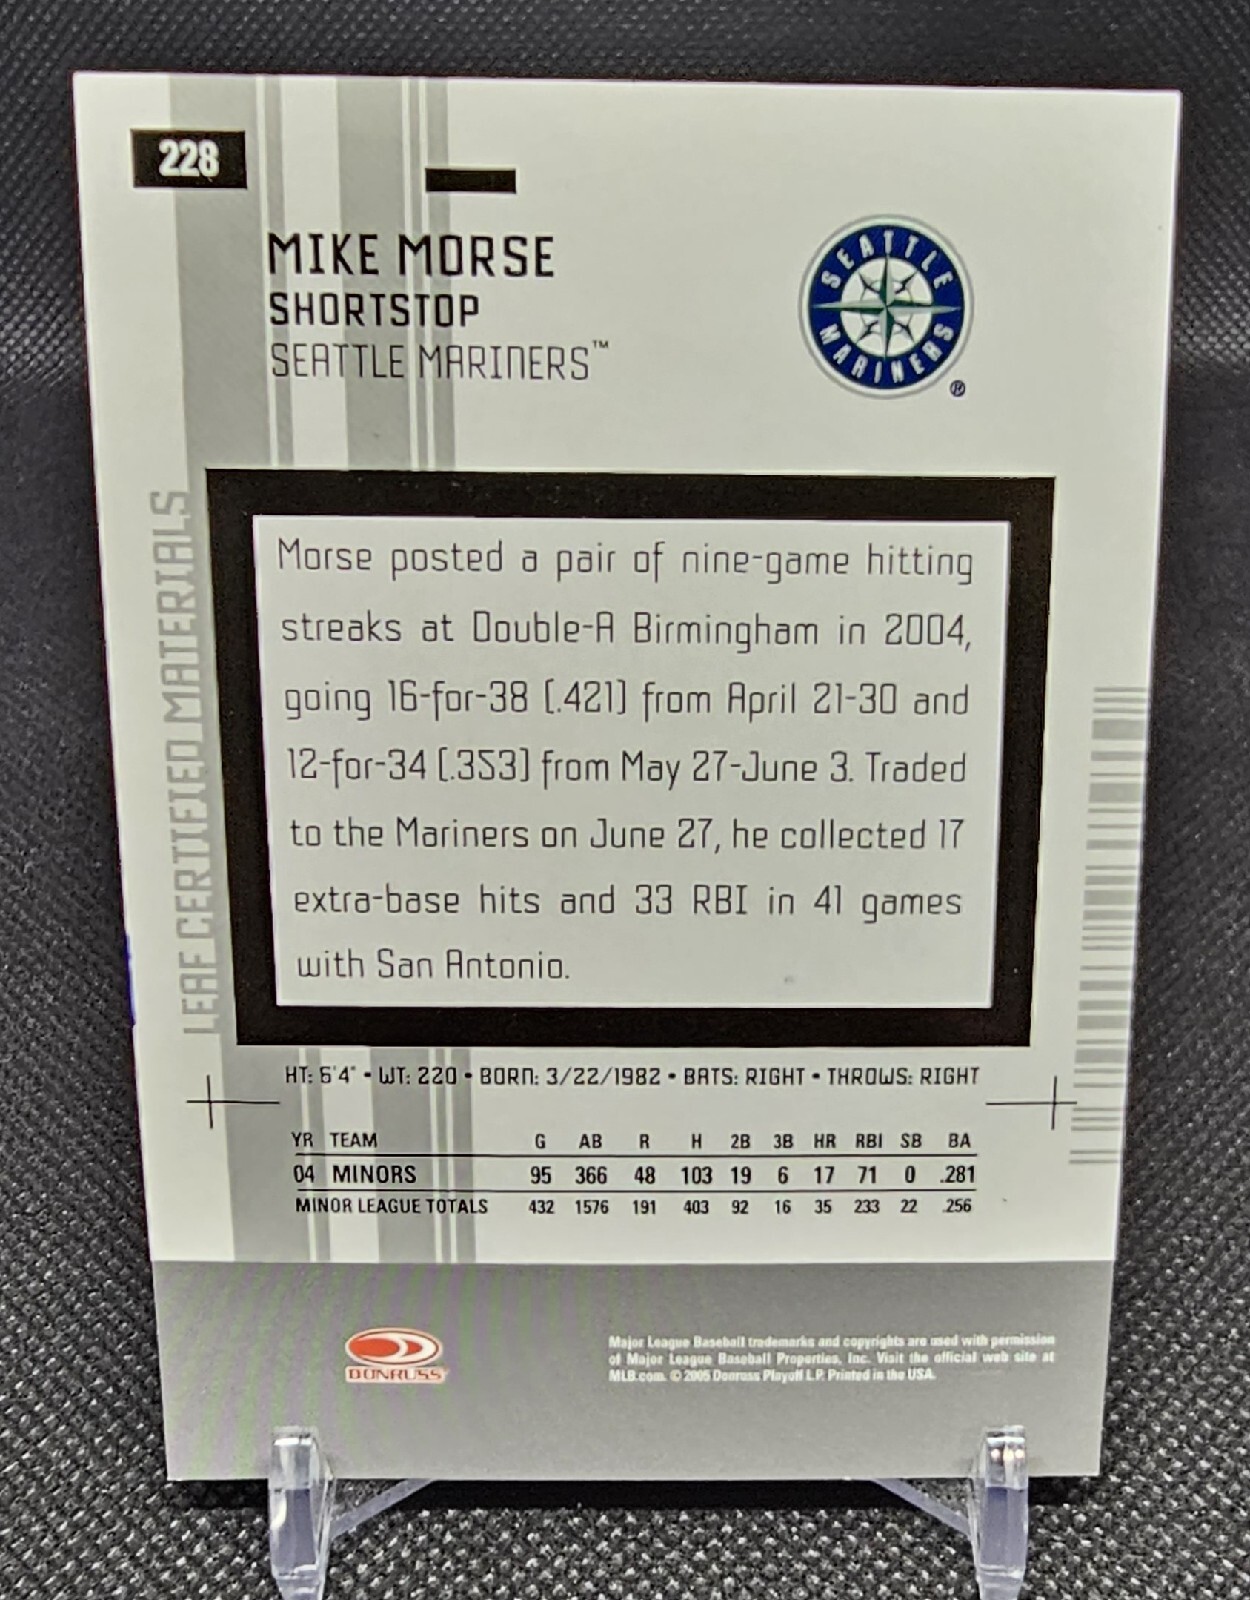 228
MIKE MORSE
SHORTSTOP
SEATTLE MARINERS™
SEATTLE MARINERS ®
LEAF CERTIFIED MATERIALS
Morse posted a pair of nine-game hitting
streaks at Double-A Birmingham in 2004,
going 16-for-38 (.421) from April 21-30 and
12-for-34 (.353) from May 27-June 3. Traded
to the Mariners on June 27, he collected 17
extra-base hits and 33 RBI in 41 games
with San Antonio.
HT: 6'4" • WT: 220 • BORN: 3/22/1982 • BATS: RIGHT • THROWS: RIGHT
YR TEAM G AB R H 2B 3B HR RBI SB BA
04 MINORS 95 366 48 103 19 6 17 71 0 .281
MINOR LEAGUE TOTALS 432 1576 191 403 92 16 35 233 22 .256
DONRUSS
Major League Baseball trademarks and copyrights are used with permission
of Major League Baseball Properties, Inc. Visit the official web site at
MLB.com. © 2005 Donruss Playoff L.P. Printed in the USA.